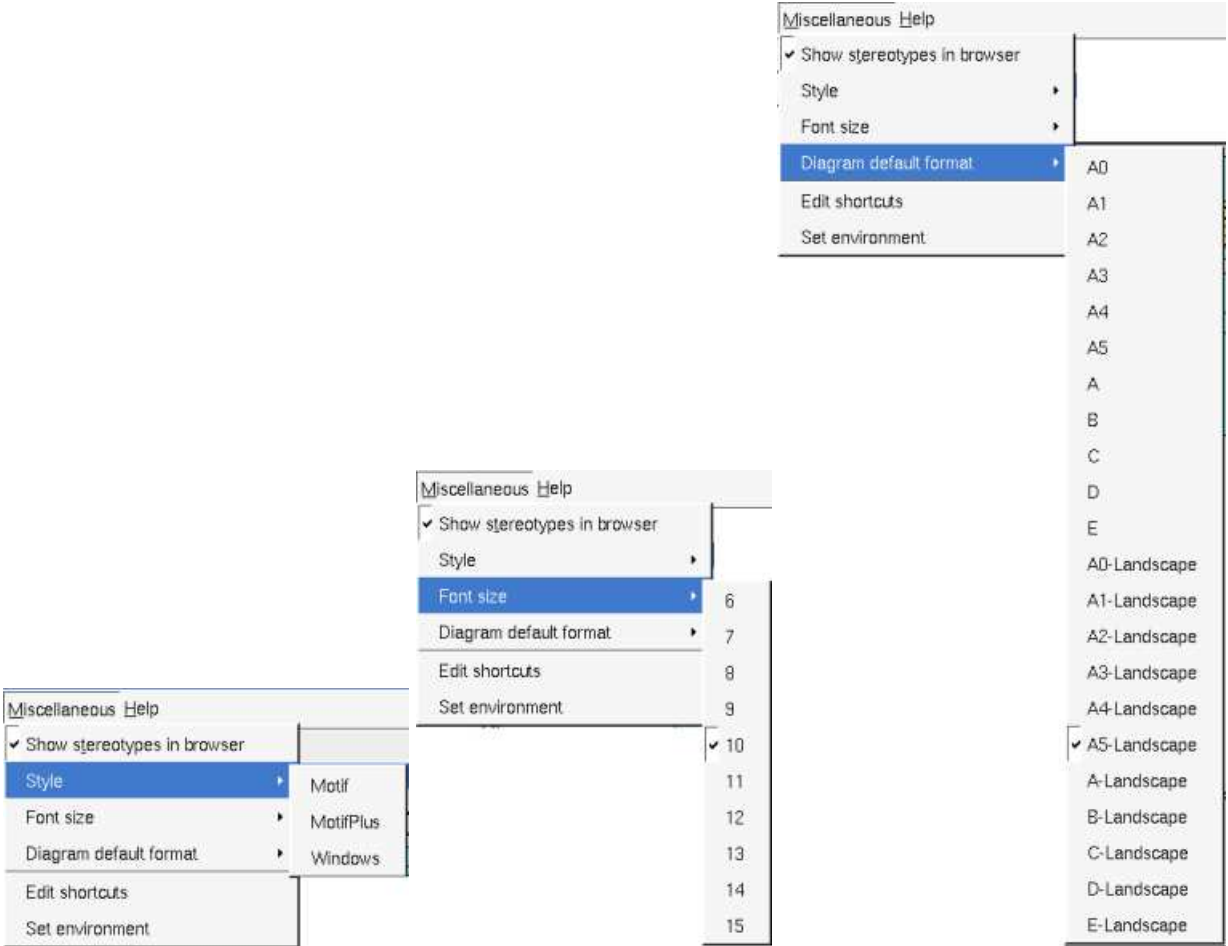 Miscellaneous Help
✔ Show stereotypes in browser
Style
Font size
Diagram default format
Edit shortcuts
Set environment
Motif
MotifPlus
Windows
Miscellaneous Help
✔ Show stereotypes in browser
Style
Font size
Diagram default format
Edit shortcuts
Set environment
6
7
8
9
✔ 10
11
12
13
14
15
Miscellaneous Help
✔ Show stereotypes in browser
Style
Font size
Diagram default format
Edit shortcuts
Set environment
A0
A1
A2
A3
A4
A5
A
B
C
D
E
A0-Landscape
A1-Landscape
A2-Landscape
A3-Landscape
A4-Landscape
✔ A5-Landscape
A-Landscape
B-Landscape
C-Landscape
D-Landscape
E-Landscape